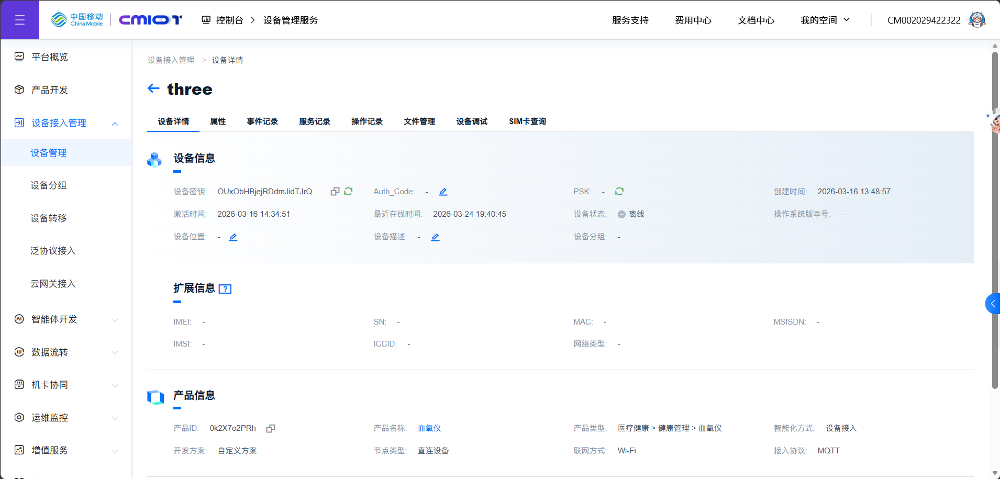 中国移动 China Mobile CMIOT 控制台 > 设备管理服务 服务支持 费用中心 文档中心 我的空间 CM002029422322
平台概览
产品开发
设备接入管理
设备管理
设备分组
设备转移
泛协议接入
云网关接入
智能体开发
数据流转
机卡协同
运维监控
增值服务
设备接入管理 > 设备详情
three
设备详情 属性 事件记录 服务记录 操作记录 文件管理 设备调试 SIM卡查询
设备信息
设备密钥: OUxObHBjejRDdmJidTJrQ... Auth_Code: - PSK: - 创建时间: 2026-03-16 13:48:57
激活时间: 2026-03-16 14:34:51 最近在线时间: 2026-03-24 19:40:45 设备状态: 离线 操作系统版本号: -
设备位置: - 设备描述: - 设备分组: -
扩展信息 ?
IMEI: - SN: - MAC: - MSISDN: -
IMSI: - ICCID: - 网络类型: -
产品信息
产品ID: 0k2X7o2PRh 产品名称: 血氧仪 产品类型: 医疗健康 > 健康管理 > 血氧仪 智能化方式: 设备接入
开发方案: 自定义方案 节点类型: 直连设备 联网方式: Wi-Fi 接入协议: MQTT